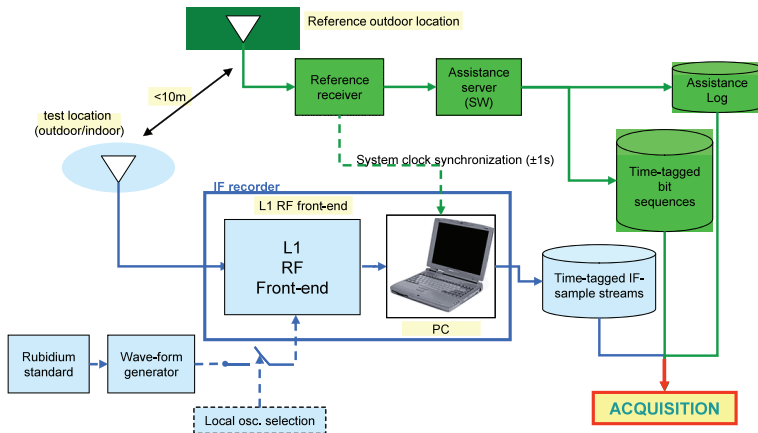 Reference outdoor location
<10m
test location
(outdoor/indoor)
Reference
receiver
Assistance
server
(SW)
Assistance
Log
System clock synchronization (±1s)
Time-tagged
bit
sequences
IF recorder
L1 RF front-end
L1
RF
Front-end
PC
Time-tagged IF-
sample streams
Rubidium
standard
Wave-form
generator
Local osc. selection
ACQUISITION